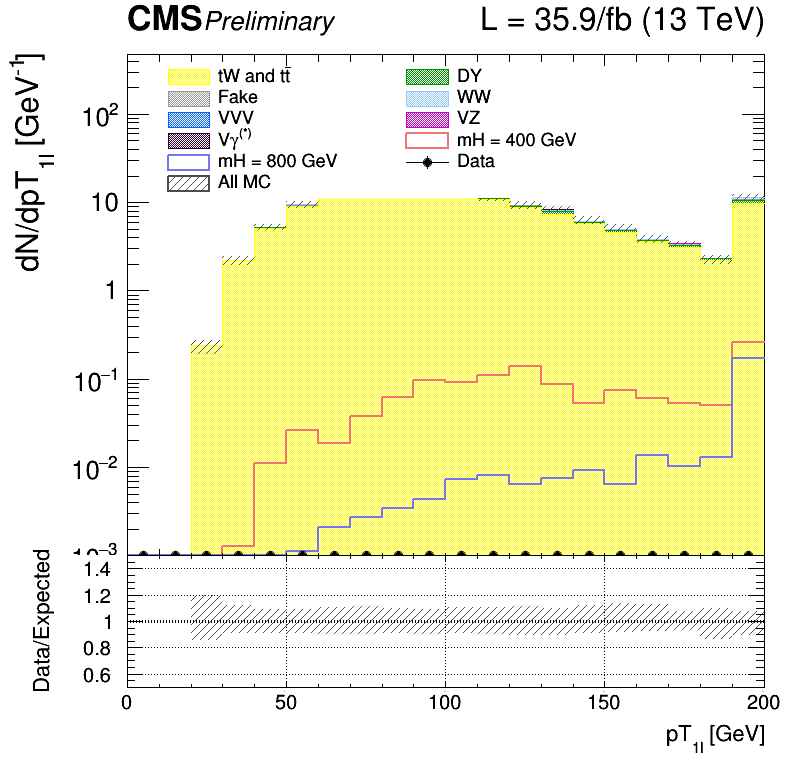 CMS Preliminary L = 35.9/fb (13 TeV)
dN/dpT1l [GeV-1]
tW and tt̄ DY
Fake WW
VVV VZ
Vγ(*) mH = 400 GeV
mH = 800 GeV Data
All MC
10²
10
1
10⁻¹
10⁻²
10⁻³
Data/Expected
1.4
1.2
1
0.8
0.6
0 50 100 150 200
pT1l [GeV]